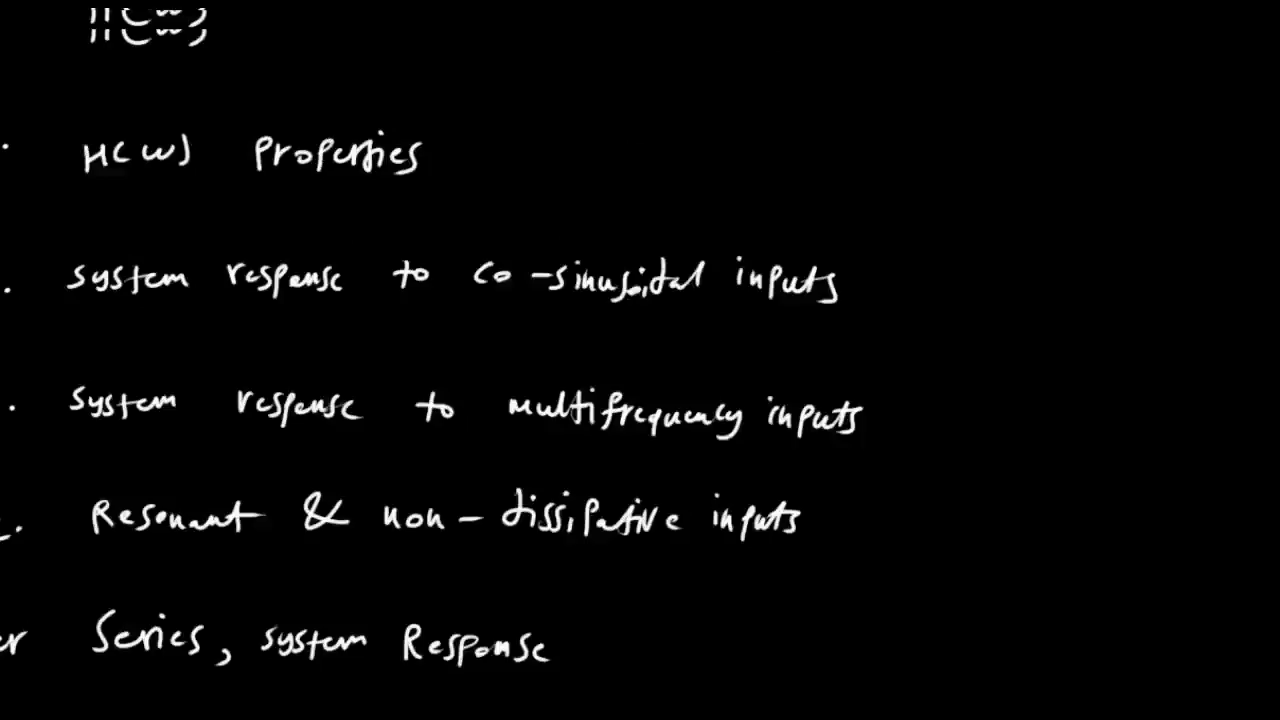 H(w)
. H(w) Properties
. system response to co-sinusoidal inputs
. system response to multifrequency inputs
. Resonant & non-dissipative inputs
er Series, system Response